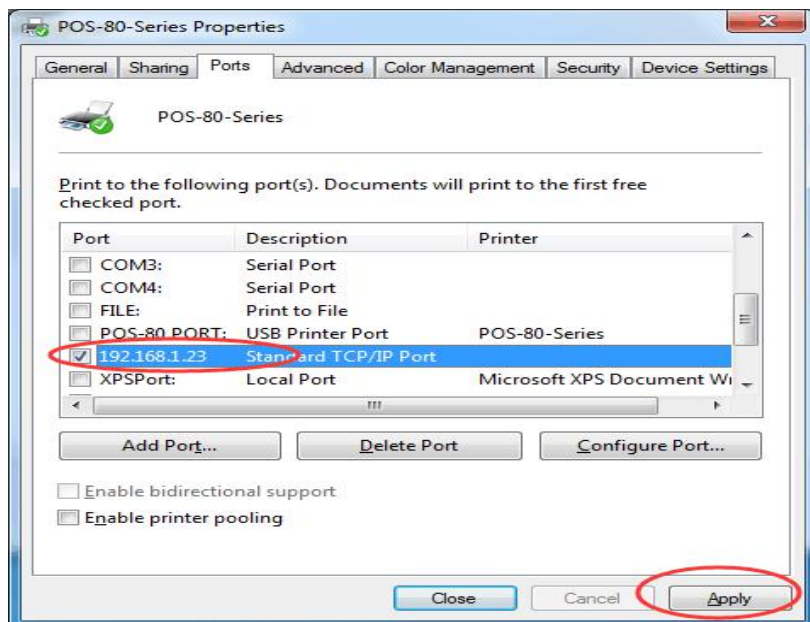 POS-80-Series Properties
General Sharing Ports Advanced Color Management Security Device Settings
POS-80-Series
Print to the following port(s). Documents will print to the first free
checked port.
Port Description Printer
COM3: Serial Port
COM4: Serial Port
FILE: Print to File
POS-80 PORT: USB Printer Port POS-80-Series
192.168.1.23 Standard TCP/IP Port
XPSPort: Local Port Microsoft XPS Document
Add Port... Delete Port Configure Port...
Enable bidirectional support
Enable printer pooling
Close Cancel Apply